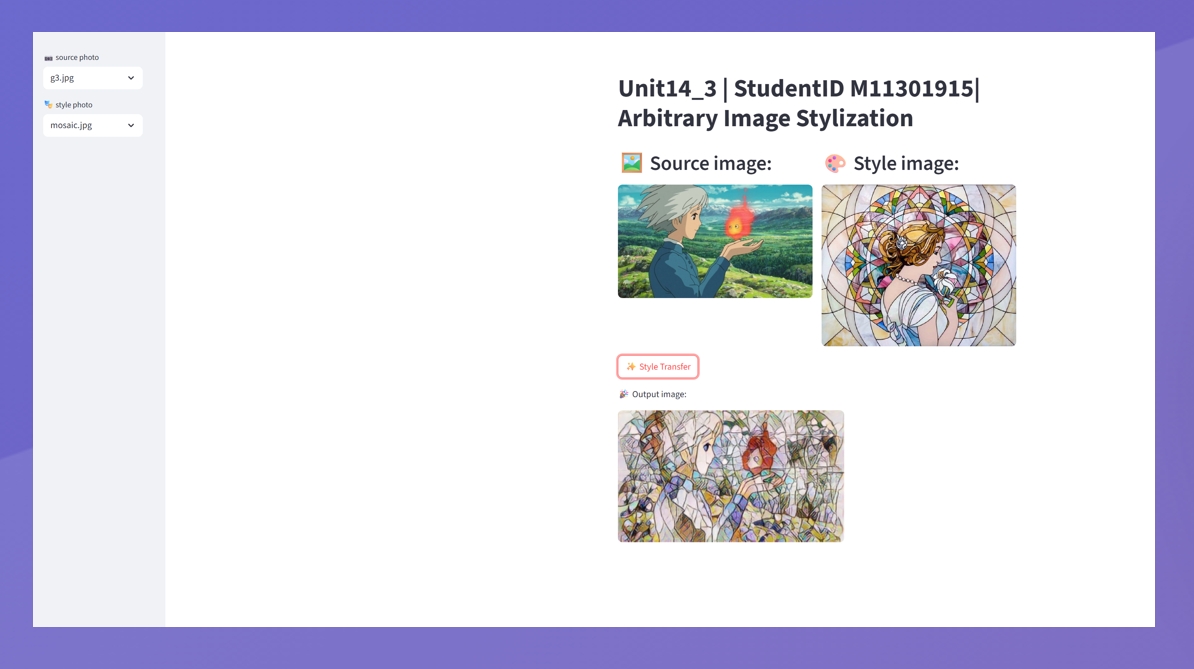 source photo
g3.jpg
style photo
mosaic.jpg
Unit14_3 | StudentID M11301915|
Arbitrary Image Stylization
Source image:
Style image:
Style Transfer
Output image: